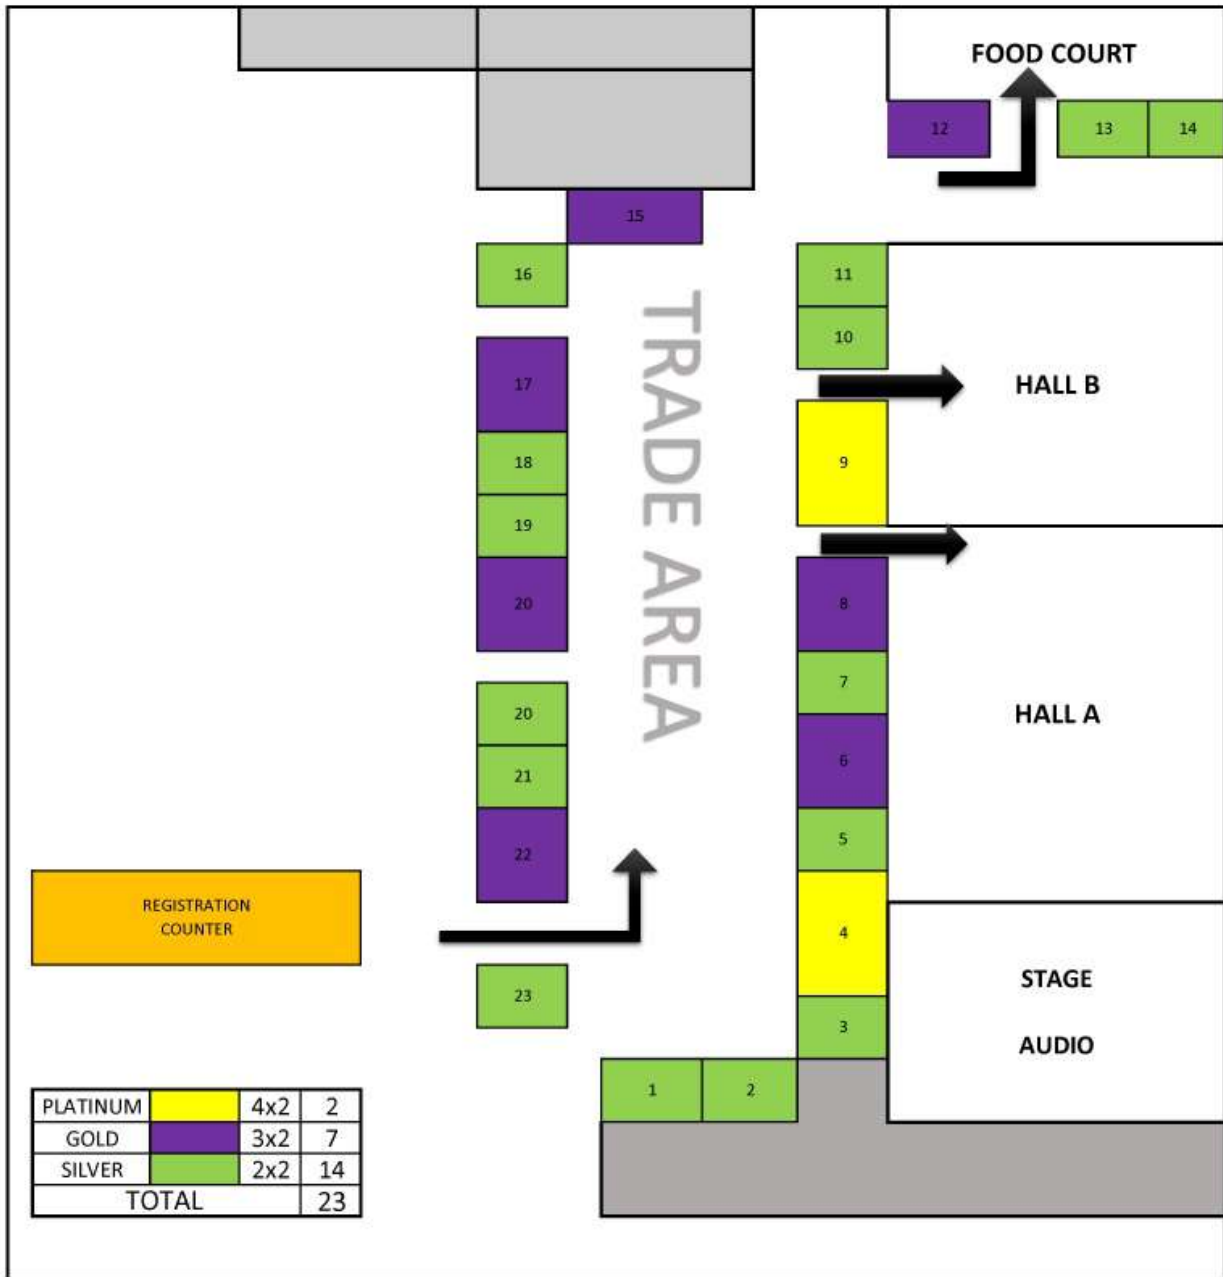 FOOD COURT
12
13
14
15
16
11
10
17
HALL B
TRADE AREA
18
9
19
20
8
7
HALL A
20
6
21
22
5
REGISTRATION
COUNTER
4
STAGE
23
3
AUDIO
1
2
PLATINUM 4x2 2
GOLD 3x2 7
SILVER 2x2 14
TOTAL 23